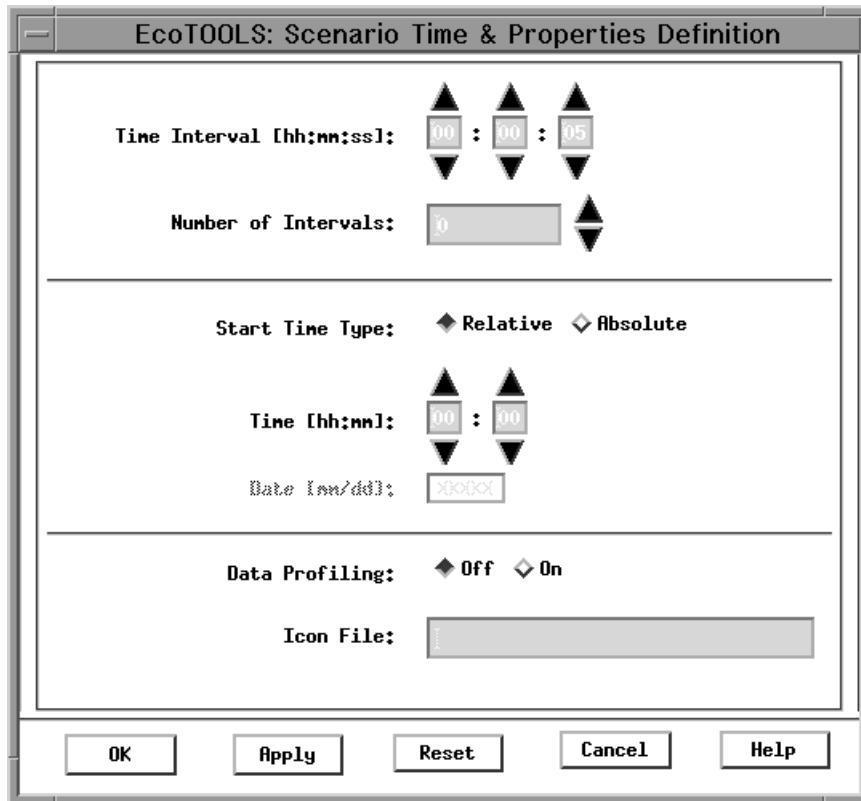 EcoTOOLS: Scenario Time & Properties Definition
Time Interval [hh:mm:ss]: 00 : 00 : 05
Number of Intervals: 0
Start Time Type: Relative Absolute
Time [hh:mm]: 00 : 00
Date [mm/dd]:
Data Profiling: Off On
Icon File:
OK Apply Reset Cancel Help